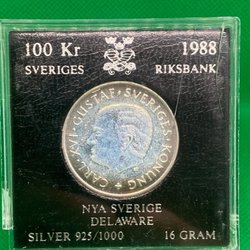 100 Kr 1988
SVERIGES RIKSBANK
CARL XVI GUSTAF SVERIGES KONUNG
NYA SVERIGE
DELAWARE
SILVER 925/1000 16 GRAM